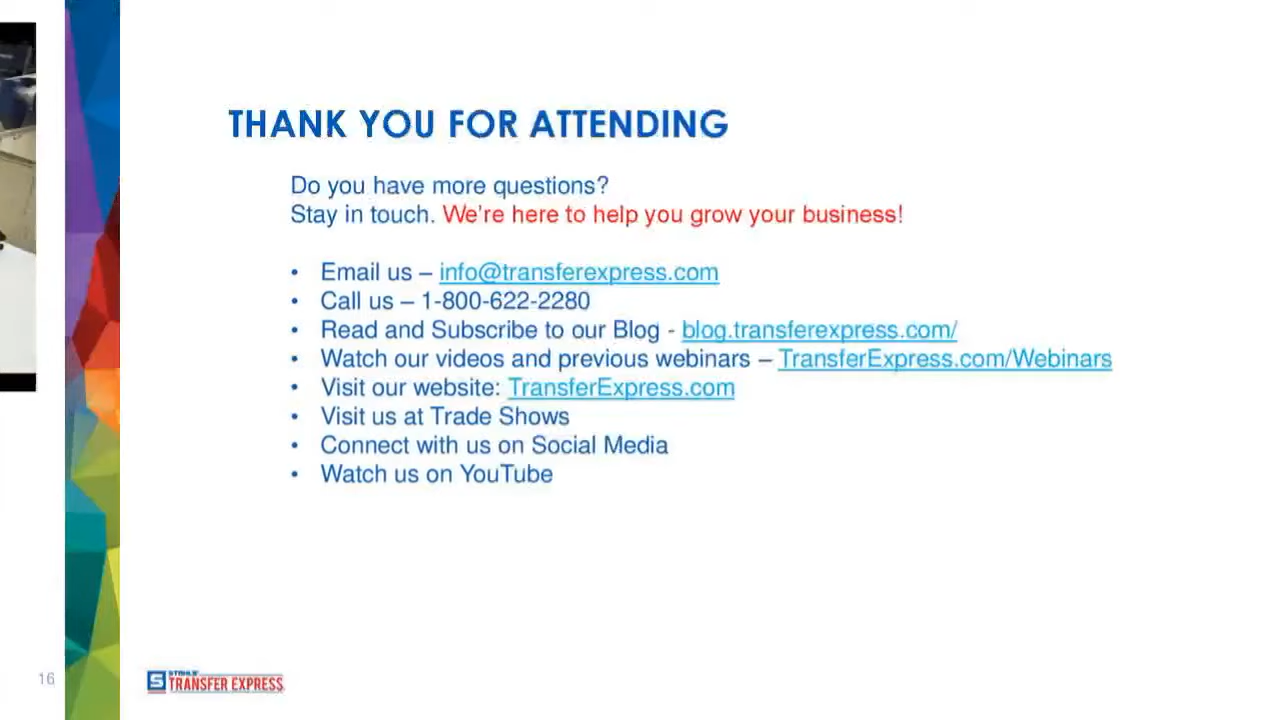 THANK YOU FOR ATTENDING
Do you have more questions?
Stay in touch. We're here to help you grow your business!
• Email us – info@transferexpress.com
• Call us – 1-800-622-2280
• Read and Subscribe to our Blog - blog.transferexpress.com/
• Watch our videos and previous webinars – TransferExpress.com/Webinars
• Visit our website: TransferExpress.com
• Visit us at Trade Shows
• Connect with us on Social Media
• Watch us on YouTube
16
S STAHLS'
TRANSFER EXPRESS